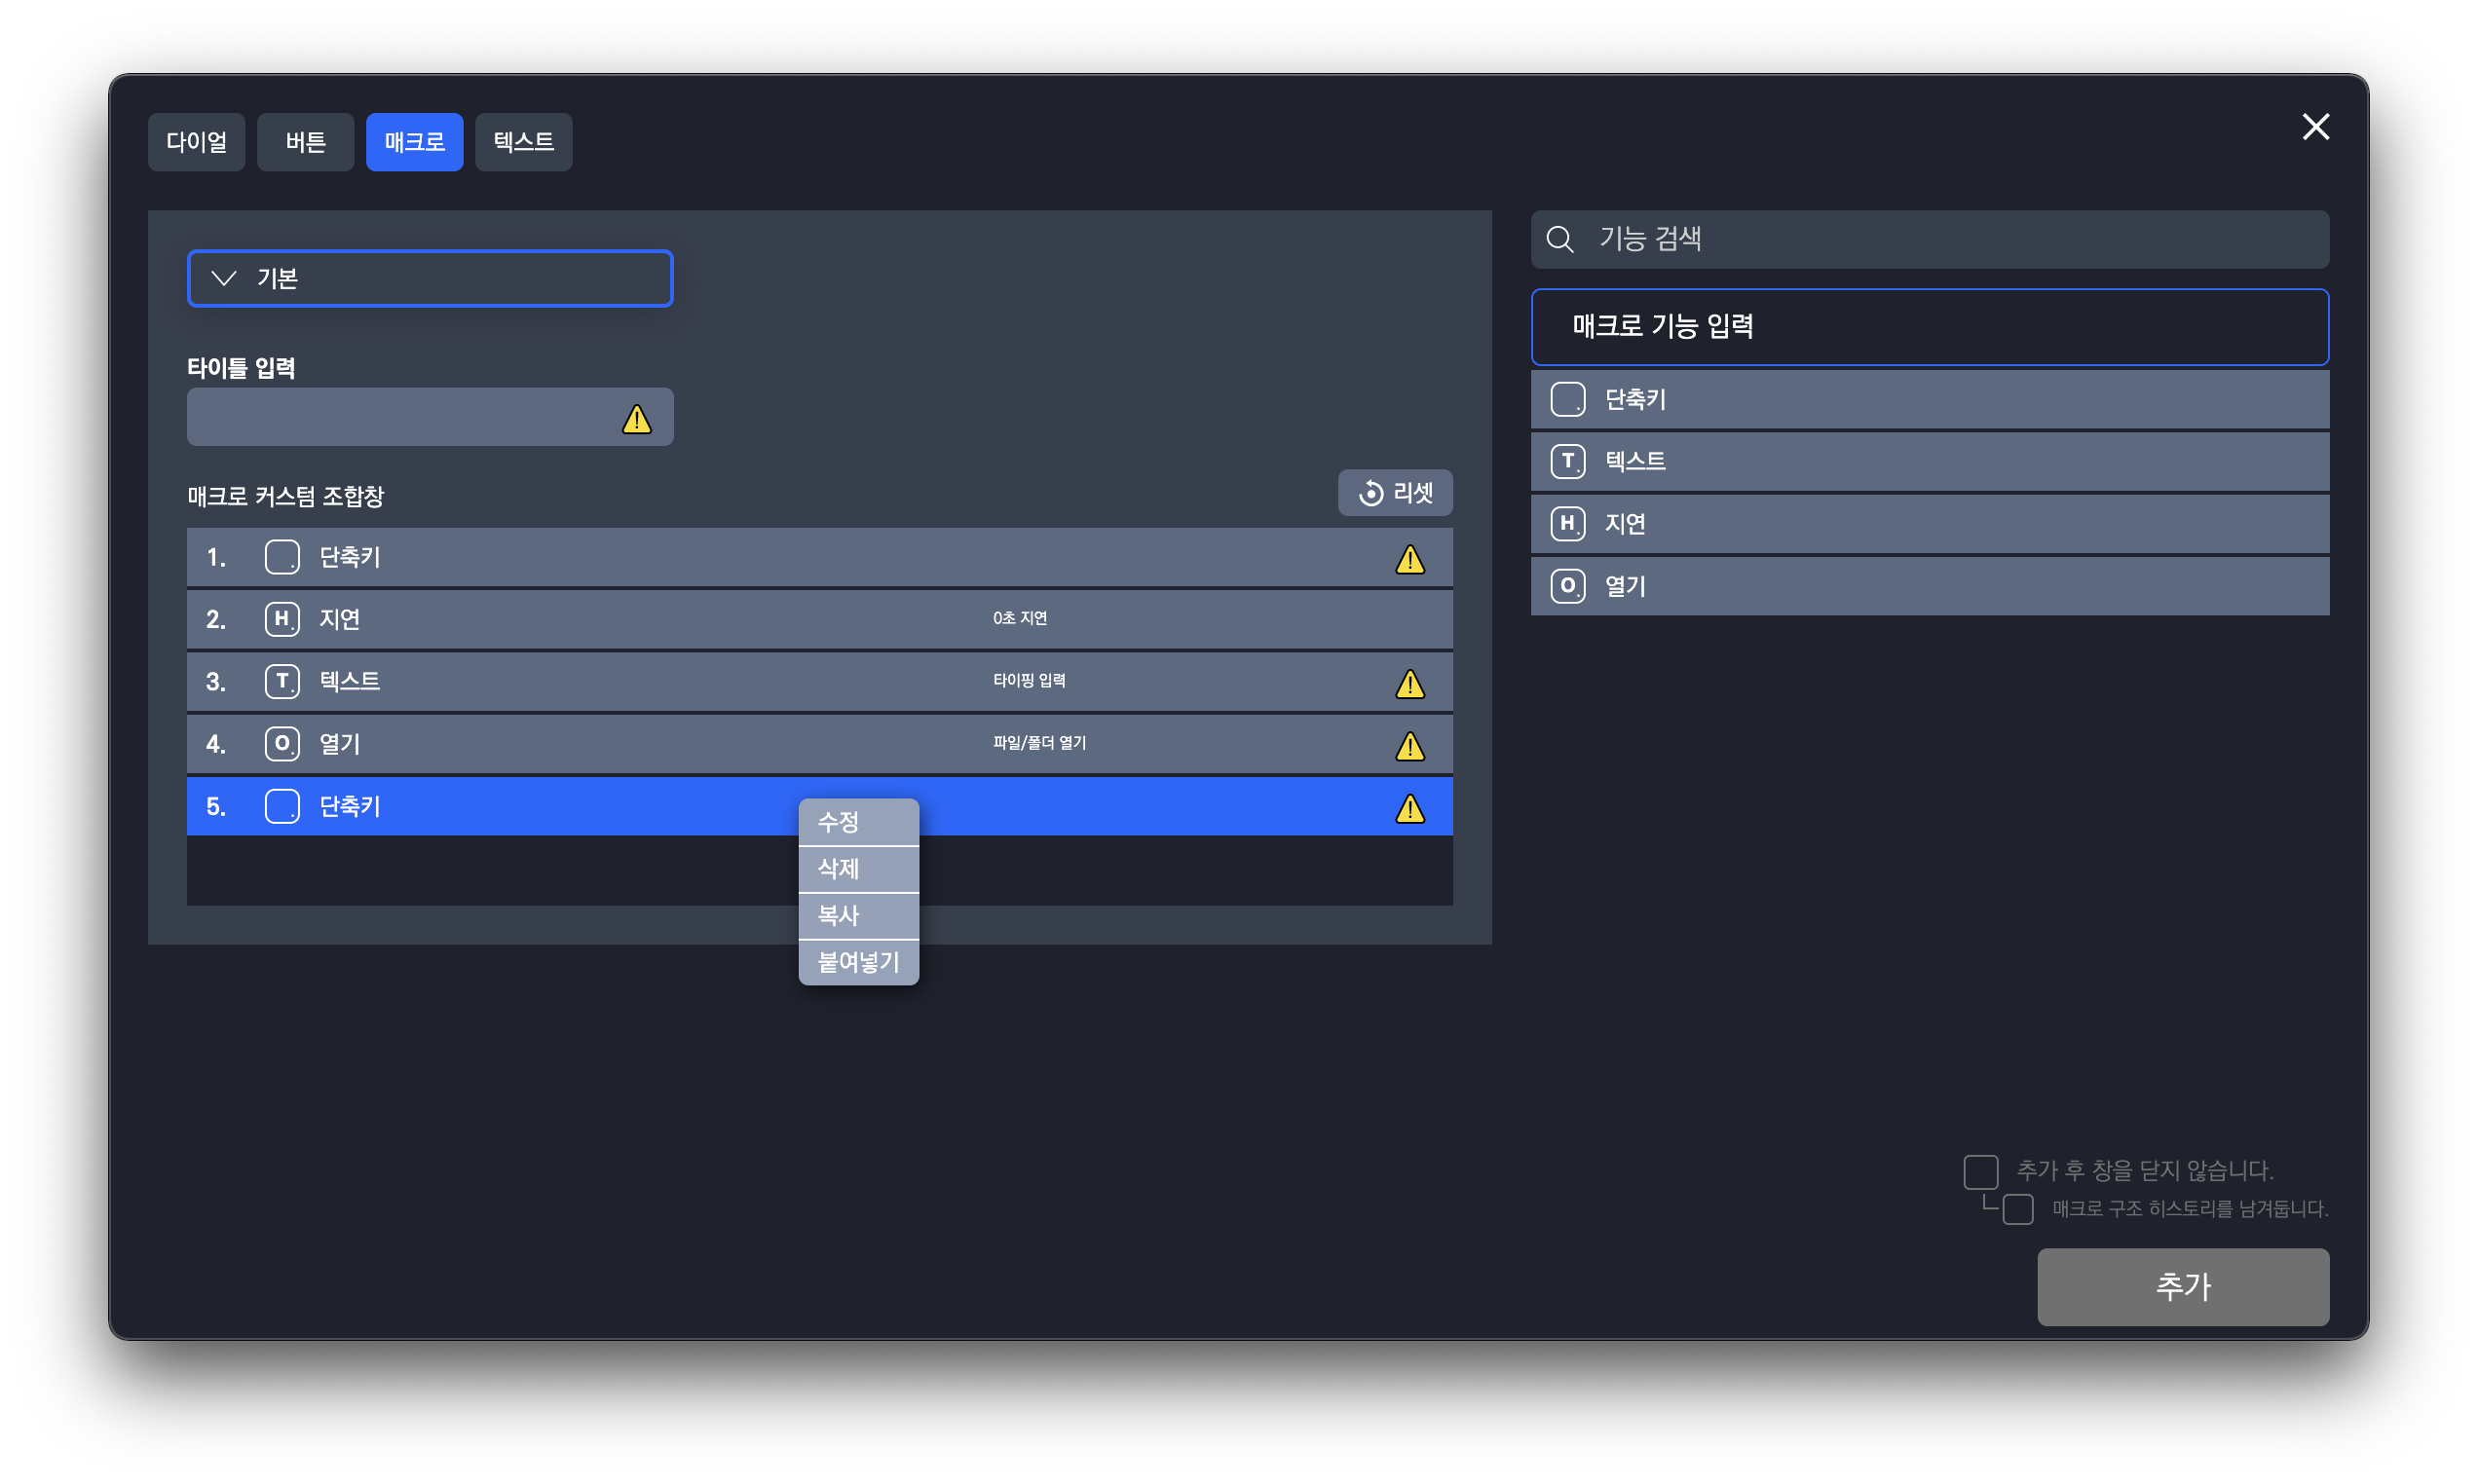 다이얼 버튼 매크로 텍스트
기본
타이틀 입력
매크로 커스텀 조합창
리셋
1. 단축키
2. H 지연 0초 지연
3. T 텍스트 타이핑 입력
4. O 열기 파일/폴더 열기
5. 단축키
수정
삭제
복사
붙여넣기
기능 검색
매크로 기능 입력
단축키
T 텍스트
H 지연
O 열기
추가 후 창을 닫지 않습니다.
매크로 구조 히스토리를 남겨둡니다.
추가